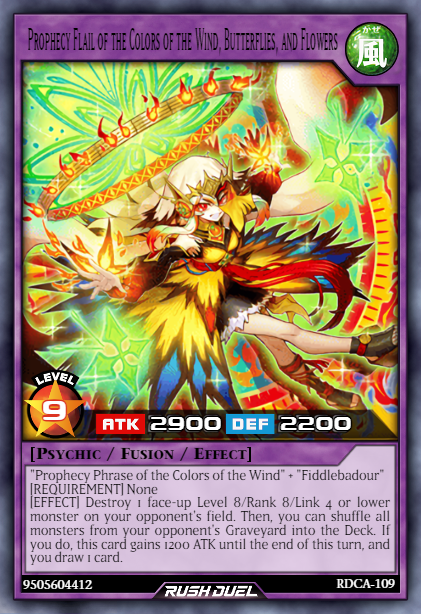 Prophecy Flail of the Colors of the Wind, Butterflies, and Flowers
かぜ
風
LEVEL
9
ATK 2900 DEF 2200
[Psychic / Fusion / Effect]
"Prophecy Phrase of the Colors of the Wind" + "Fiddlebadour"
[REQUIREMENT] None
[EFFECT] Destroy 1 face-up Level 8/Rank 8/Link 4 or lower
monster on your opponent's field. Then, you can shuffle all
monsters from your opponent's Graveyard into the Deck. If
you do, this card gains 1200 ATK until the end of this turn, and
you draw 1 card.
9505604412
RUSH DUEL
RDCA-109